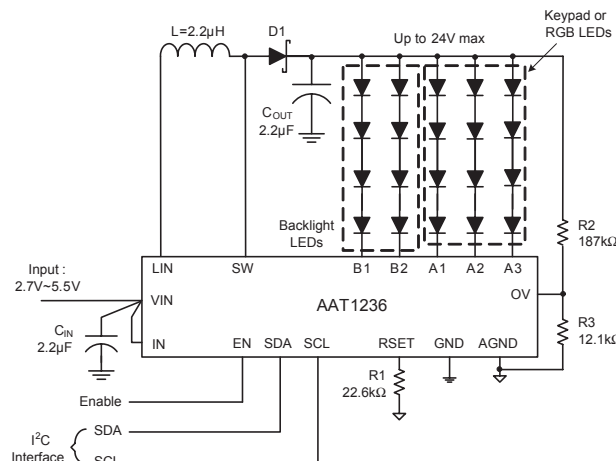 Keypad or
RGB LEDs
L=2.2µH
D1
Up to 24V max
COUT
2.2µF
Backlight
LEDs
R2
187kΩ
Input :
2.7V~5.5V
LIN
SW
B1
B2
A1
A2
A3
VIN
AAT1236
OV
R3
12.1kΩ
CIN
2.2µF
IN
EN
SDA
SCL
RSET
GND
AGND
R1
22.6kΩ
Enable
I²C
Interface
SDA
SCL